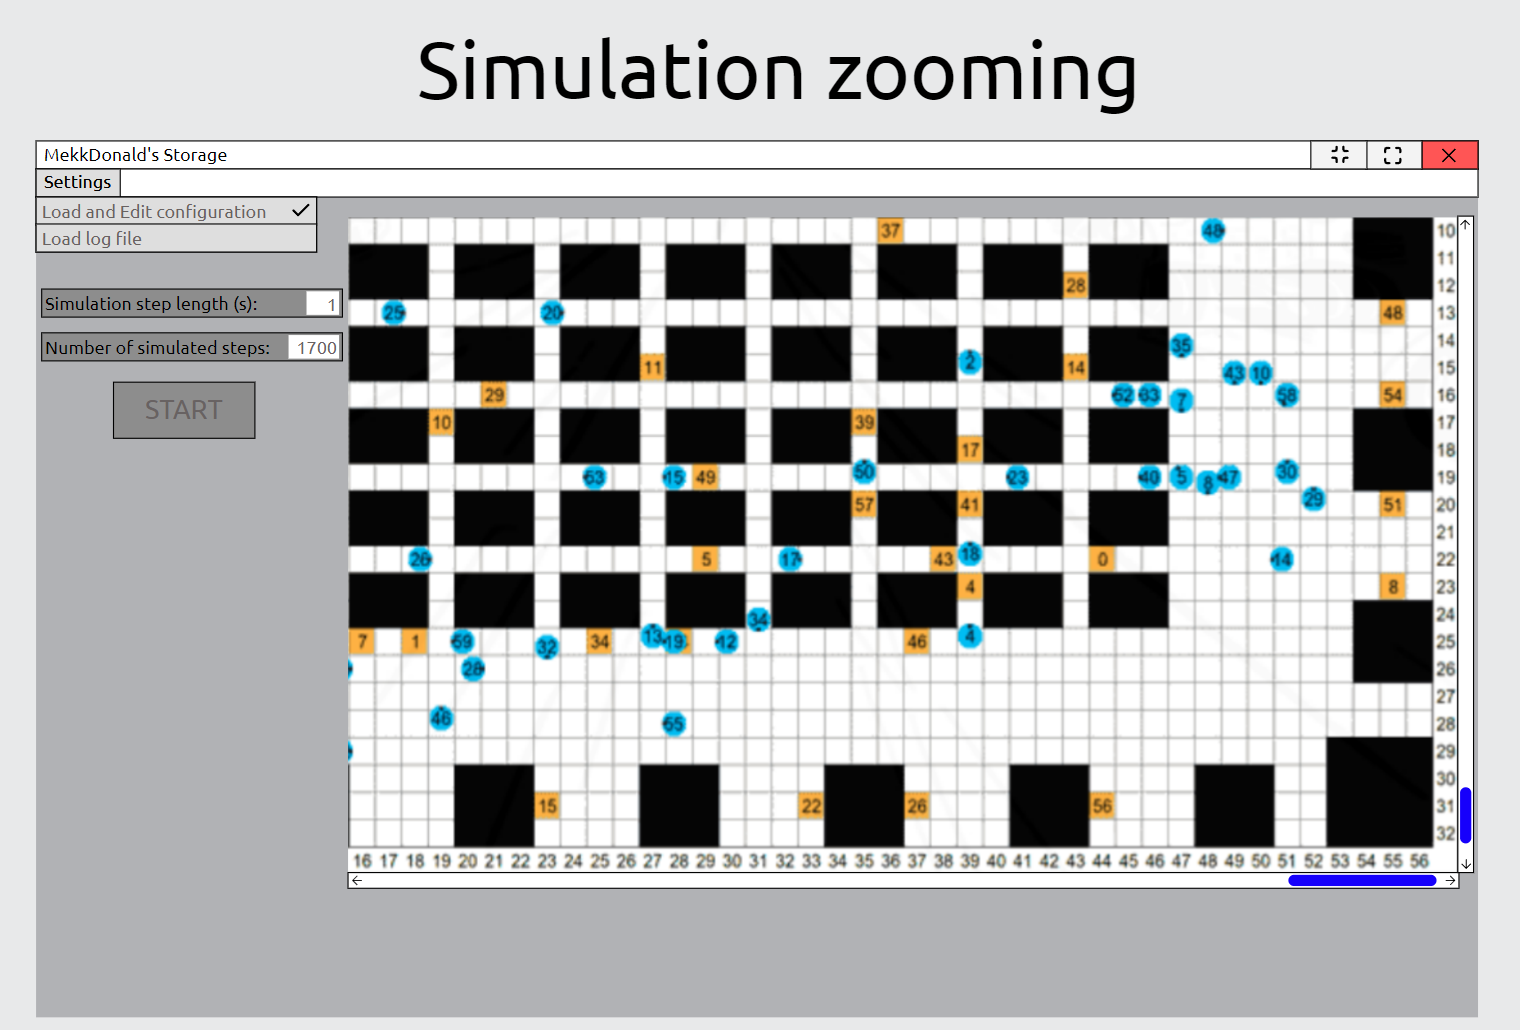 Simulation zooming
MekkDonald's Storage
Settings
Load and Edit configuration
Load log file
Simulation step length (s): 1
Number of simulated steps: 1700
START
37 48 10
11
28 12
25 20 48 13
35 14
11 2 14 43 10 15
29 62 63 7 58 54 16
10 39 17
17 18
63 15 49 50 23 40 5 8 47 30 19
57 41 29 51 20
21
26 5 17 43 18 0 14 22
4 8 23
34 24
7 1 59 32 34 13 19 12 46 4 25
28 26
27
46 55 28
29
30
15 22 26 56 31
32
16 17 18 19 20 21 22 23 24 25 26 27 28 29 30 31 32 33 34 35 36 37 38 39 40 41 42 43 44 45 46 47 48 49 50 51 52 53 54 55 56